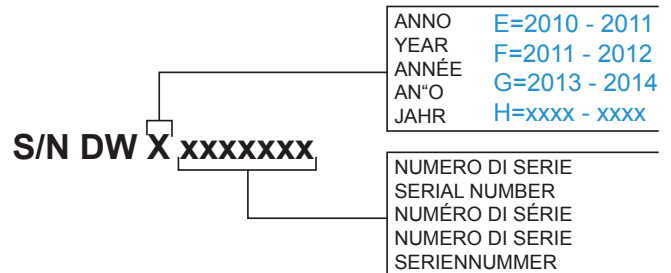 ANNO
YEAR
ANNÉE
AN“O
JAHR
E=2010 - 2011
F=2011 - 2012
G=2013 - 2014
H=xxxx - xxxx
S/N DW X xxxxxxx
NUMERO DI SERIE
SERIAL NUMBER
NUMÉRO DI SÉRIE
NUMERO DI SERIE
SERIENNUMMER